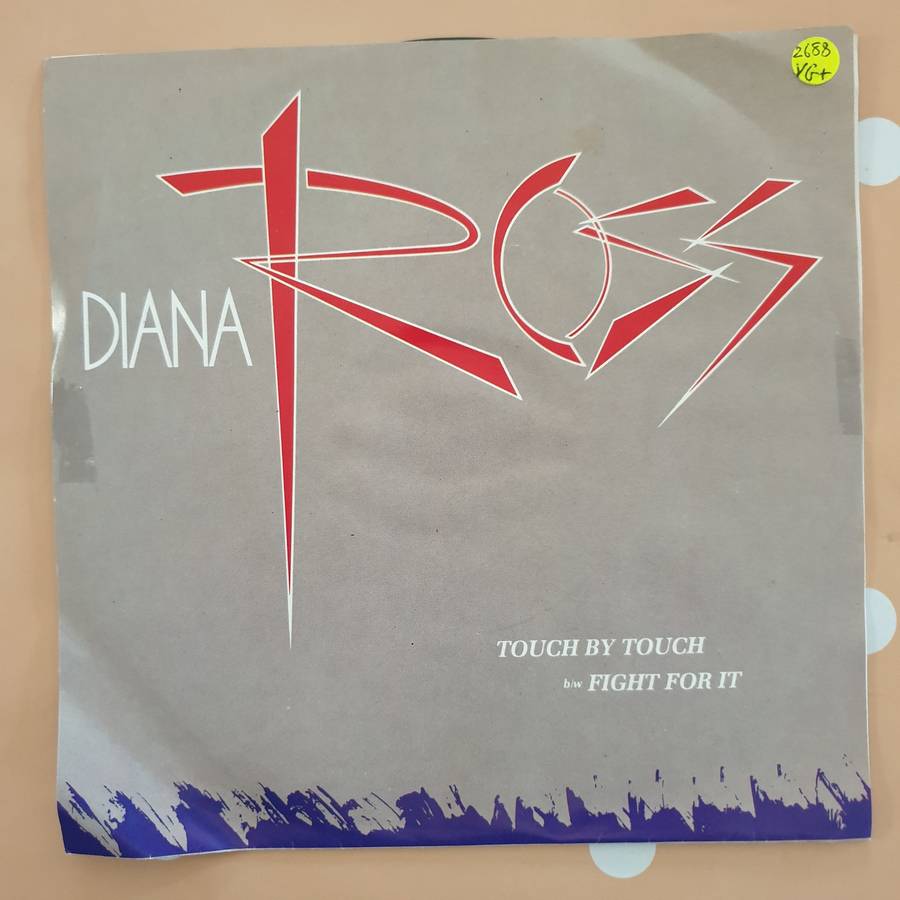 2688
VG+
DIANA ROSS
TOUCH BY TOUCH
b/w FIGHT FOR IT